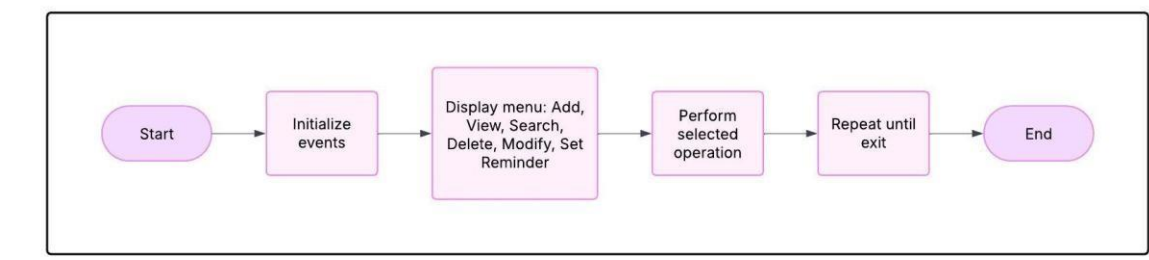 Start
Initialize
events
Display menu: Add,
View, Search,
Delete, Modify, Set
Reminder
Perform
selected
operation
Repeat until
exit
End